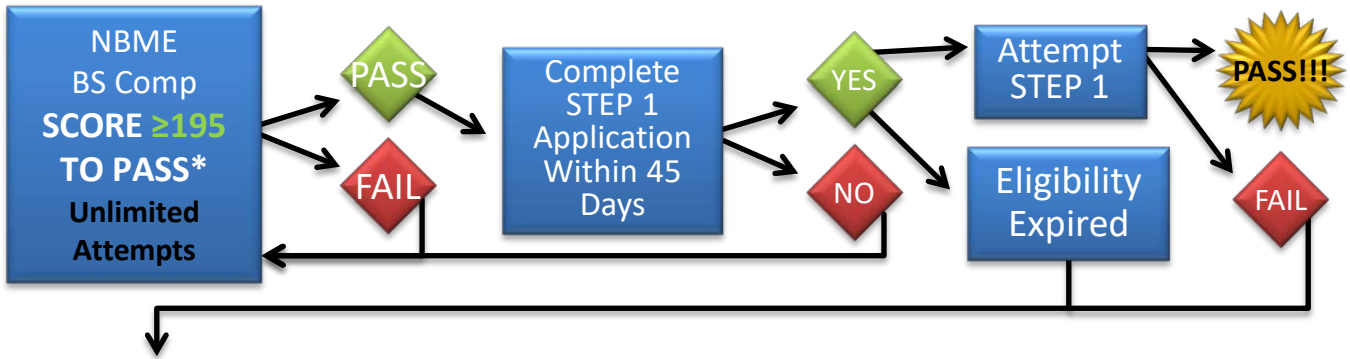 NBME
BS Comp
SCORE ≥195
TO PASS*
Unlimited
Attempts
PASS
FAIL
Complete
STEP 1
Application
Within 45
Days
YES
NO
Attempt
STEP 1
Eligibility
Expired
PASS!!!
FAIL